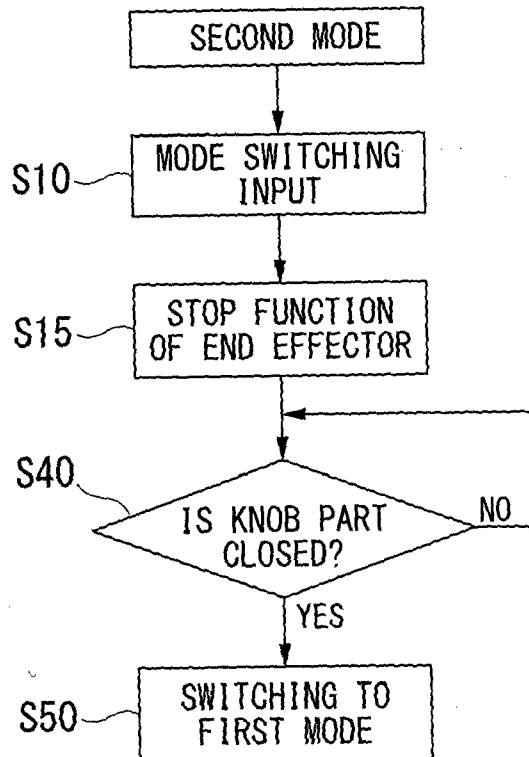 SECOND MODE
S10
MODE SWITCHING
INPUT
S15
STOP FUNCTION
OF END EFFECTOR
S40
IS KNOB PART
CLOSED?
NO
YES
S50
SWITCHING TO
FIRST MODE